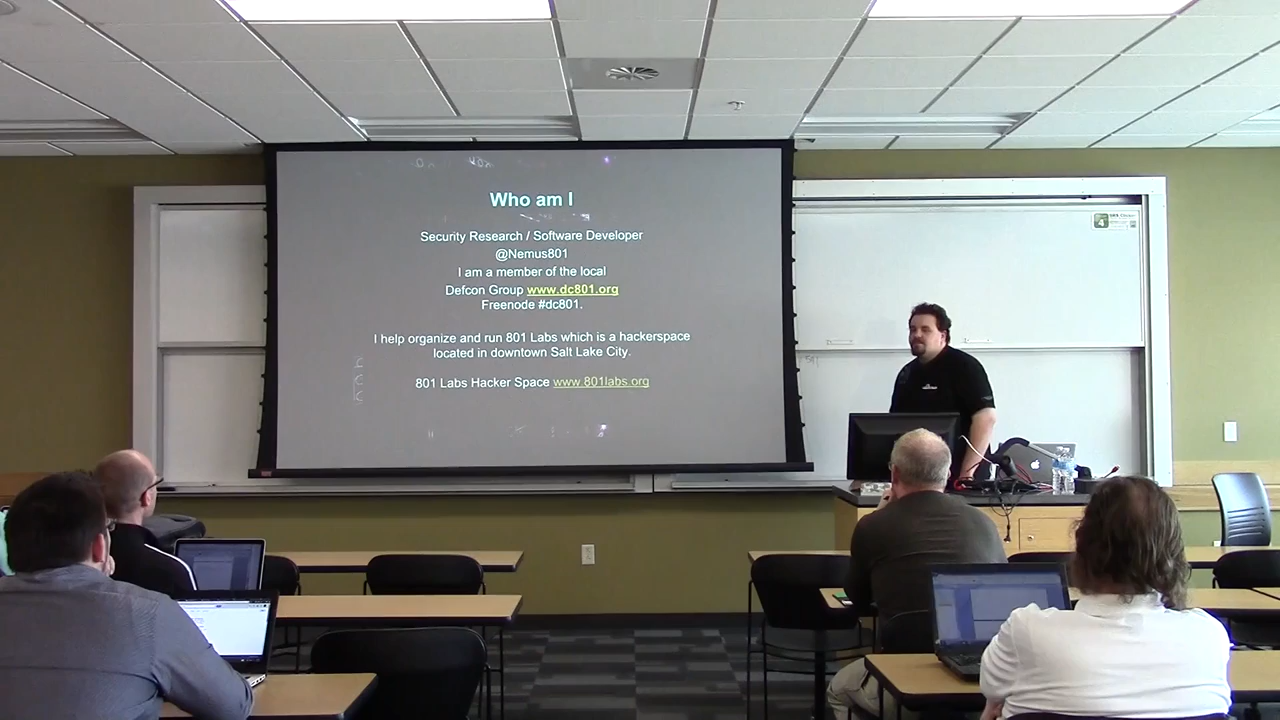 Who am I
Security Research / Software Developer
@Nemus801
I am a member of the local
Defcon Group www.dc801.org
Freenode #dc801.
I help organize and run 801 Labs which is a hackerspace
located in downtown Salt Lake City.
801 Labs Hacker Space www.801labs.org